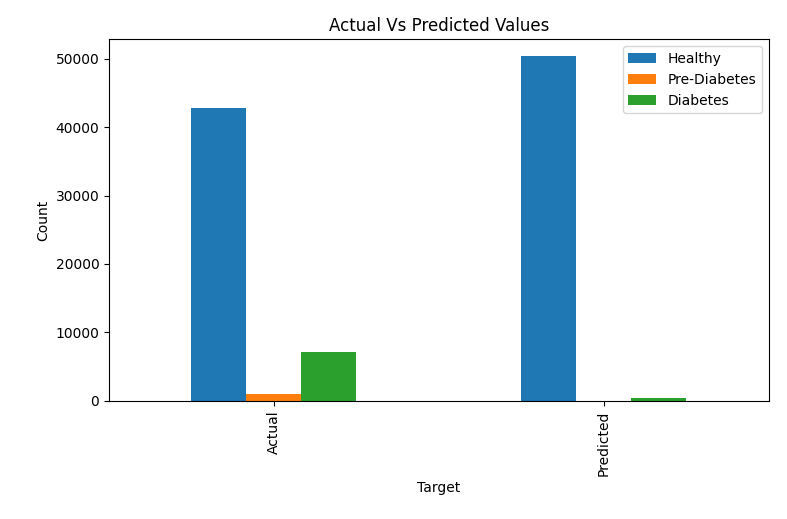 Actual Vs Predicted Values
Healthy
Pre-Diabetes
Diabetes
50000
40000
30000
20000
10000
0
Count
Actual
Predicted
Target